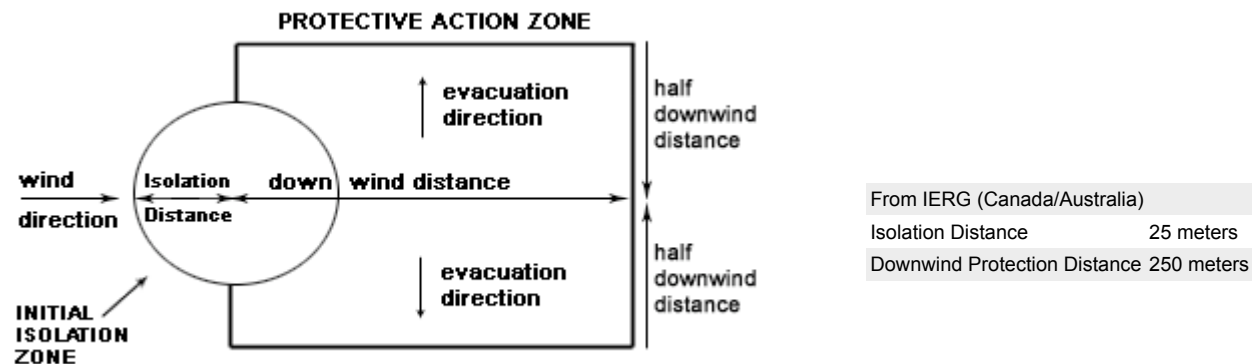 PROTECTIVE ACTION ZONE
evacuation
direction
half
downwind
distance
wind
direction
Isolation
Distance
down wind distance
evacuation
direction
half
downwind
distance
INITIAL
ISOLATION
ZONE
From IERG (Canada/Australia)
Isolation Distance 25 meters
Downwind Protection Distance 250 meters